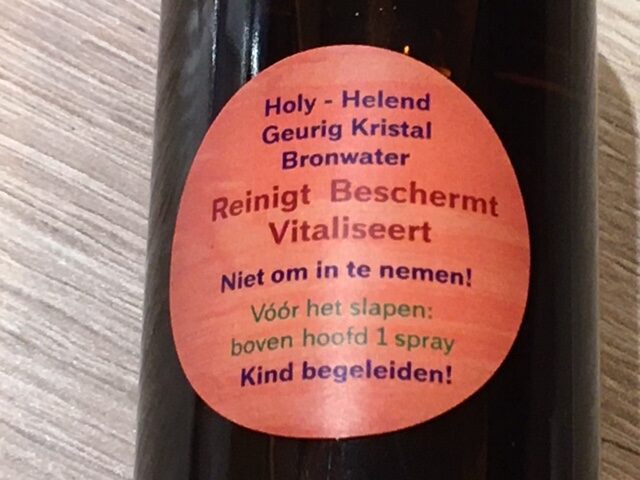 Holy - Helend
Geurig Kristal
Bronwater
Reinigt Beschermt
Vitaliseert
Niet om in te nemen!
Vóór het slapen:
boven hoofd 1 spray
Kind begeleiden!